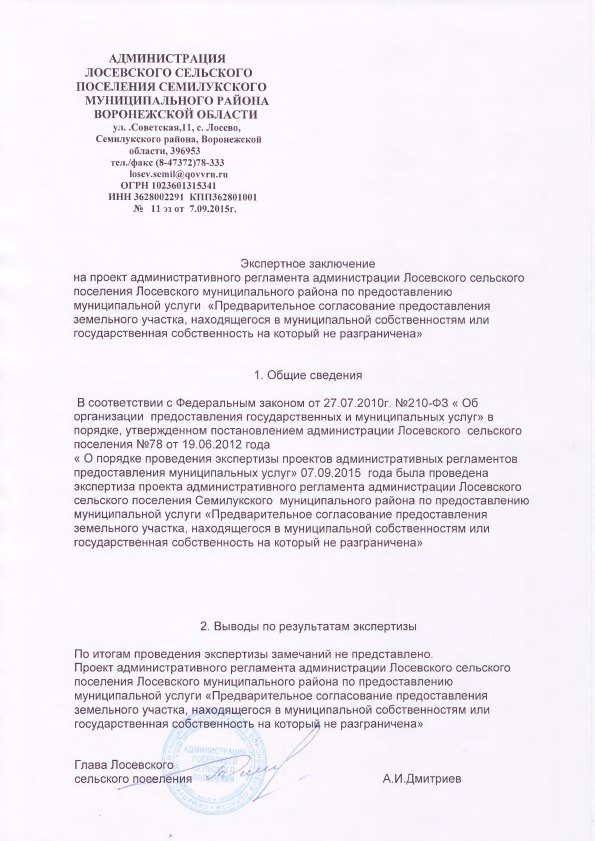 АДМИНИСТРАЦИЯ
ЛОСЕВСКОГО СЕЛЬСКОГО
ПОСЕЛЕНИЯ СЕМИЛУКСКОГО
МУНИЦИПАЛЬНОГО РАЙОНА
ВОРОНЕЖСКОЙ ОБЛАСТИ
ул. .Советская,11, с. Лосево,
Семилукского района, Воронежской
области, 396953
тел./факс (8-47372)78-333
losev.semil@qovvrn.ru
ОГРН 1023601315341
ИНН 3628002291 КПП362801001
№ 11 эз от 7.09.2015г.
Экспертное заключение
на проект административного регламента администрации Лосевского сельского
поселения Лосевского муниципального района по предоставлению
муниципальной услуги «Предварительное согласование предоставления
земельного участка, находящегося в муниципальной собственностям или
государственная собственность на который не разграничена»
1. Общие сведения
В соответствии с Федеральным законом от 27.07.2010г. №210-ФЗ « Об
организации предоставления государственных и муниципальных услуг» в
порядке, утвержденном постановлением администрации Лосевского сельского
поселения №78 от 19.06.2012 года
« О порядке проведения экспертизы проектов административных регламентов
предоставления муниципальных услуг» 07.09.2015 года была проведена
экспертиза проекта административного регламента администрации Лосевского
сельского поселения Семилукского муниципального района по предоставлению
муниципальной услуги «Предварительное согласование предоставления
земельного участка, находящегося в муниципальной собственностям или
государственная собственность на который не разграничена»
2. Выводы по результатам экспертизы
По итогам проведения экспертизы замечаний не представлено.
Проект административного регламента администрации Лосевского сельского
поселения Лосевского муниципального района по предоставлению
муниципальной услуги «Предварительное согласование предоставления
земельного участка, находящегося в муниципальной собственностям или
государственная собственность на который не разграничена»
АДМИНИСТРАЦИЯ
ЛОСЕВСКОГО
СЕЛЬСКОГО
ПОСЕЛЕНИЯ
Глава Лосевского
сельского поселения А.И.Дмитриев